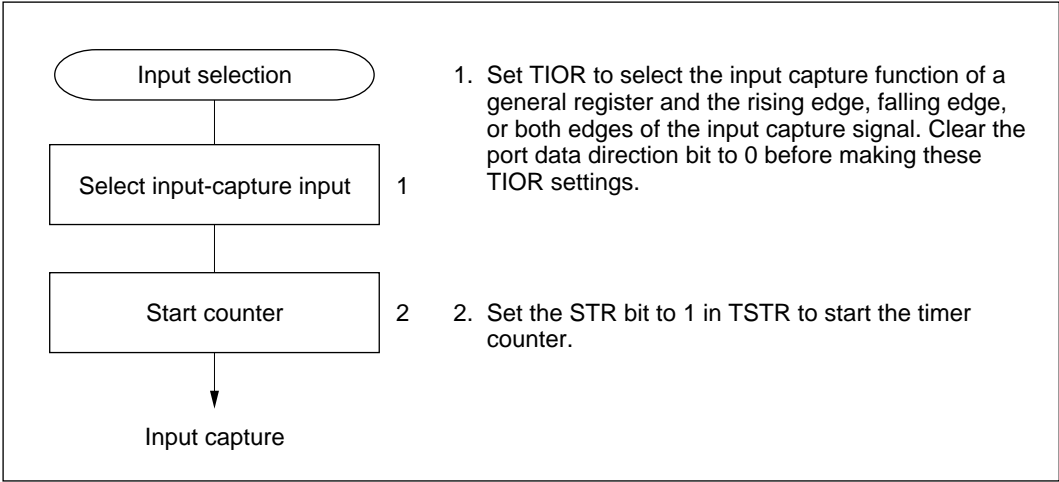 Input selection
Select input-capture input 1
Start counter 2
Input capture
1. Set TIOR to select the input capture function of a
general register and the rising edge, falling edge,
or both edges of the input capture signal. Clear the
port data direction bit to 0 before making these
TIOR settings.
2. Set the STR bit to 1 in TSTR to start the timer
counter.